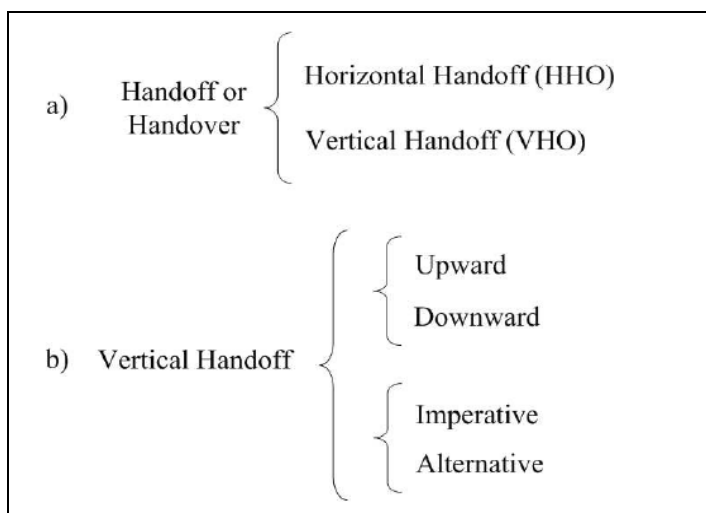 a)
Handoff or
Handover
Horizontal Handoff (HHO)
Vertical Handoff (VHO)
b)
Vertical Handoff
Upward
Downward
Imperative
Alternative